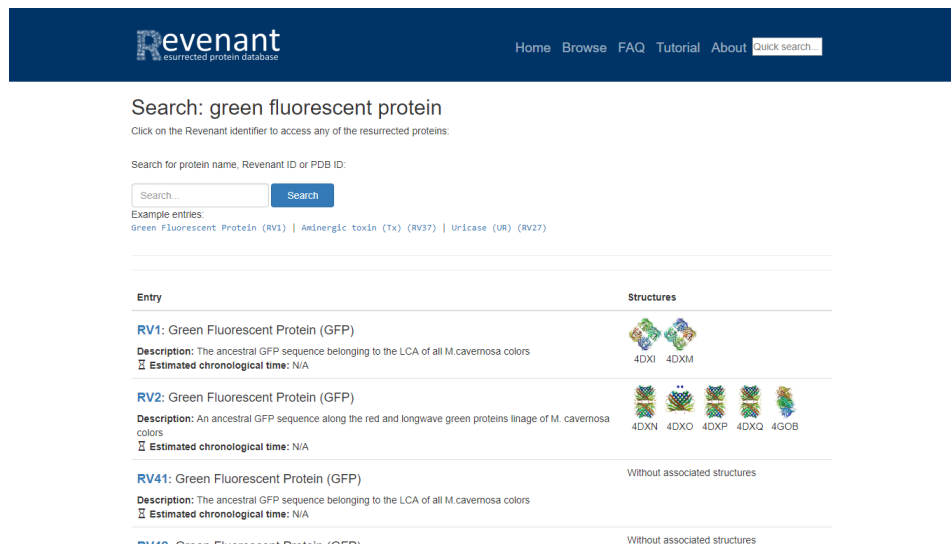 Revenant
esurrected protein database
Home Browse FAQ Tutorial About Quick search...
Search: green fluorescent protein
Click on the Revenant identifier to access any of the resurrected proteins:
Search for protein name, Revenant ID or PDB ID:
Search... Search
Example entries:
Green Fluorescent Protein (RV1) | Aminergic toxin (Tx) (RV37) | Uricase (UR) (RV27)
Entry Structures
RV1: Green Fluorescent Protein (GFP)
Description: The ancestral GFP sequence belonging to the LCA of all M.cavernosa colors
Estimated chronological time: N/A
4DXI 4DXM
RV2: Green Fluorescent Protein (GFP)
Description: An ancestral GFP sequence along the red and longwave green proteins linage of M. cavernosa
colors
Estimated chronological time: N/A
4DXN 4DXO 4DXP 4DXQ 4GOB
RV41: Green Fluorescent Protein (GFP)
Description: The ancestral GFP sequence belonging to the LCA of all M.cavernosa colors
Estimated chronological time: N/A
Without associated structures
Green Fluorescent Protein (GFP)
Without associated structures